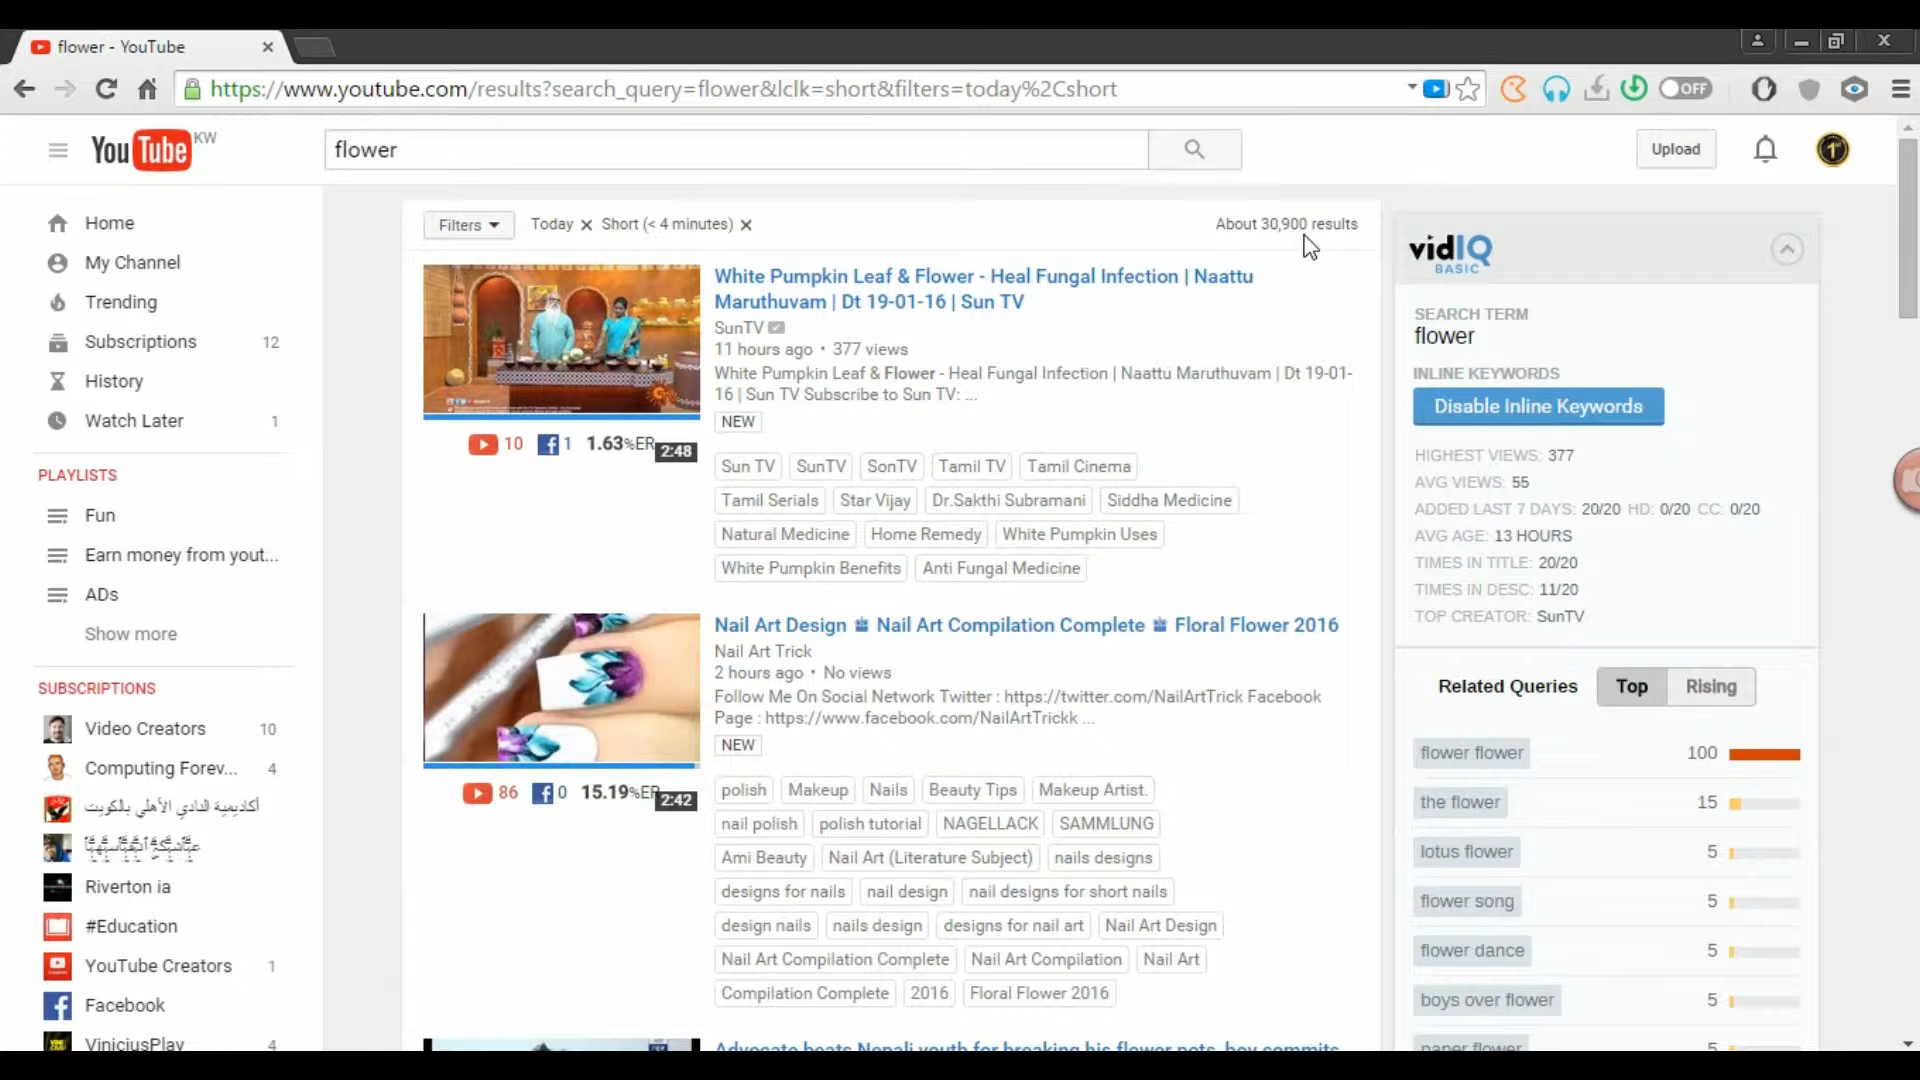 flower - YouTube
https://www.youtube.com/results?search_query=flower&lclk=short&filters=today%2Cshort
OFF
YouTube KW
flower
Upload
Home
My Channel
Trending
Subscriptions 12
History
Watch Later 1
PLAYLISTS
Fun
Earn money from yout...
ADs
Show more
SUBSCRIPTIONS
Video Creators 10
Computing Forev... 4
أكاديمية النادي الأهلي بالكويت
Riverton ia
#Education
YouTube Creators 1
Facebook
ViniciusPlay 4
Filters Today Short (< 4 minutes) About 30,900 results
White Pumpkin Leaf & Flower - Heal Fungal Infection | Naattu
Maruthuvam | Dt 19-01-16 | Sun TV
SunTV
11 hours ago • 377 views
White Pumpkin Leaf & Flower - Heal Fungal Infection | Naattu Maruthuvam | Dt 19-01-
16 | Sun TV Subscribe to Sun TV: ...
NEW
10 1 1.63%ER 2:48
Sun TV SunTV SonTV Tamil TV Tamil Cinema
Tamil Serials Star Vijay Dr.Sakthi Subramani Siddha Medicine
Natural Medicine Home Remedy White Pumpkin Uses
White Pumpkin Benefits Anti Fungal Medicine
Nail Art Design Nail Art Compilation Complete Floral Flower 2016
Nail Art Trick
2 hours ago • No views
Follow Me On Social Network Twitter : https://twitter.com/NailArtTrick Facebook
Page : https://www.facebook.com/NailArtTrickk ...
NEW
86 0 15.19%ER 2:42
polish Makeup Nails Beauty Tips Makeup Artist.
nail polish polish tutorial NAGELLACK SAMMLUNG
Ami Beauty Nail Art (Literature Subject) nails designs
designs for nails nail design nail designs for short nails
design nails nails design designs for nail art Nail Art Design
Nail Art Compilation Complete Nail Art Compilation Nail Art
Compilation Complete 2016 Floral Flower 2016
Advocate beats Nepali youth for breaking his flower pots, boy commits
vidIQ
BASIC
SEARCH TERM
flower
INLINE KEYWORDS
Disable Inline Keywords
HIGHEST VIEWS: 377
AVG VIEWS: 55
ADDED LAST 7 DAYS: 20/20 HD: 0/20 CC: 0/20
AVG AGE: 13 HOURS
TIMES IN TITLE: 20/20
TIMES IN DESC: 11/20
TOP CREATOR: SunTV
Related Queries Top Rising
flower flower 100
the flower 15
lotus flower 5
flower song 5
flower dance 5
boys over flower 5
paper flower 5